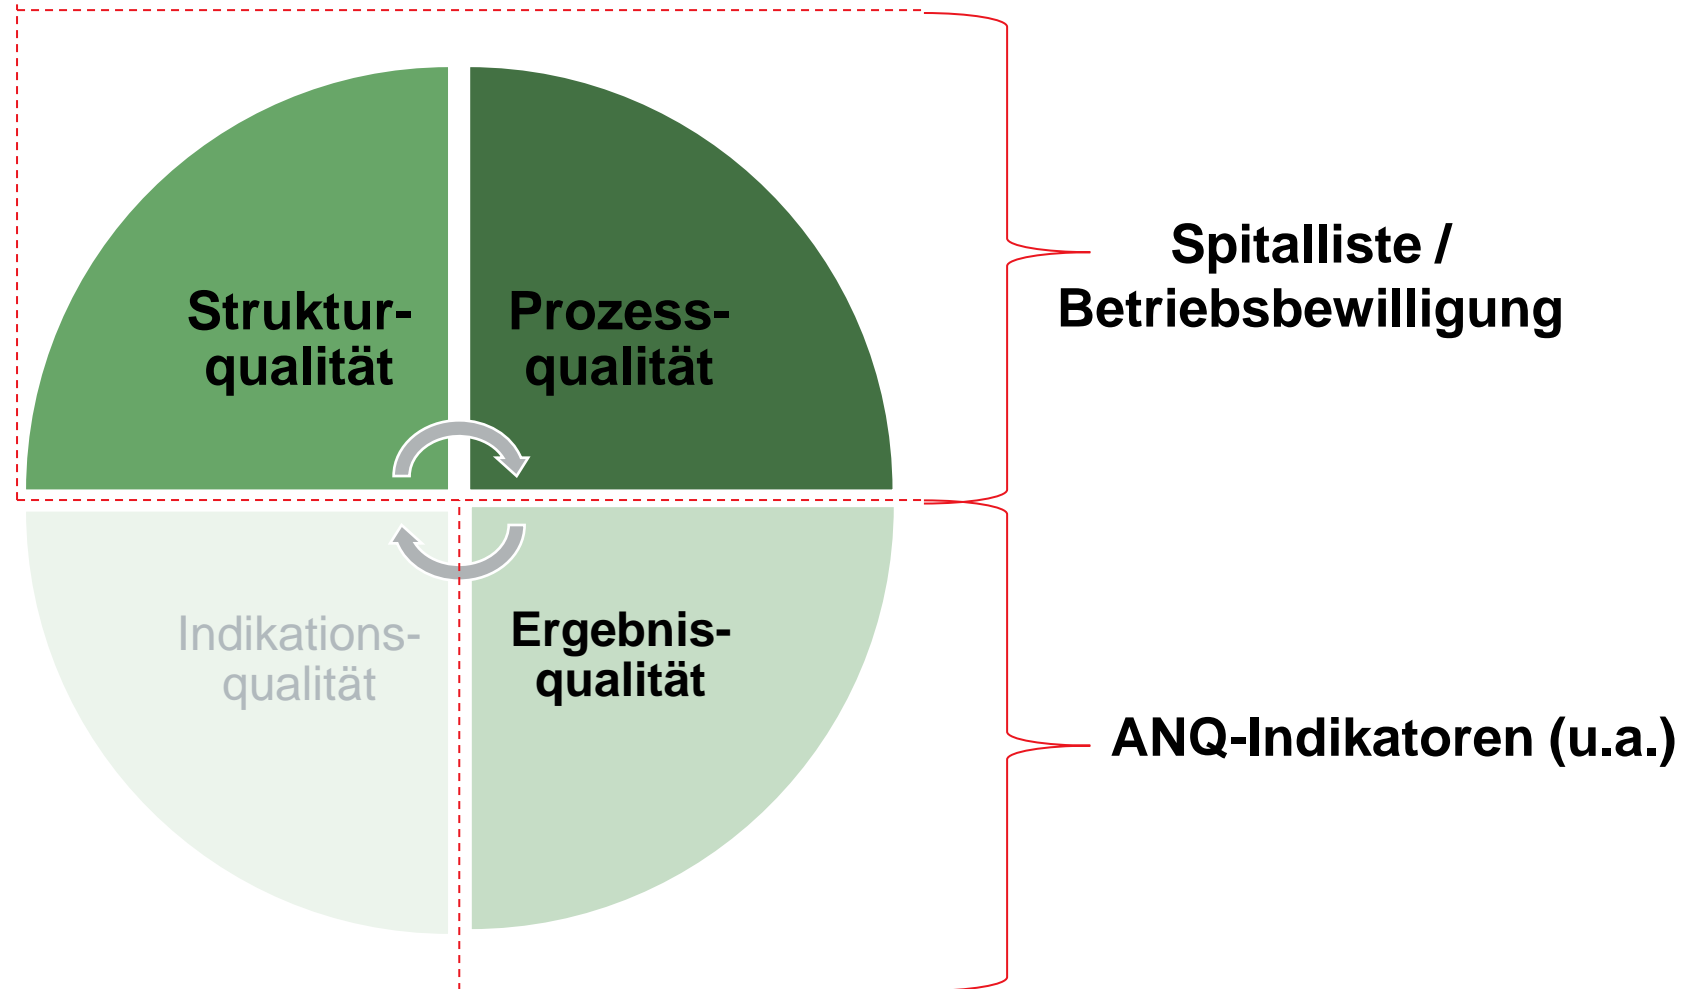 Struktur-
qualität
Prozess-
qualität
Spitalliste /
Betriebsbewilligung
Indikations-
qualität
Ergebnis-
qualität
ANQ-Indikatoren (u.a.)